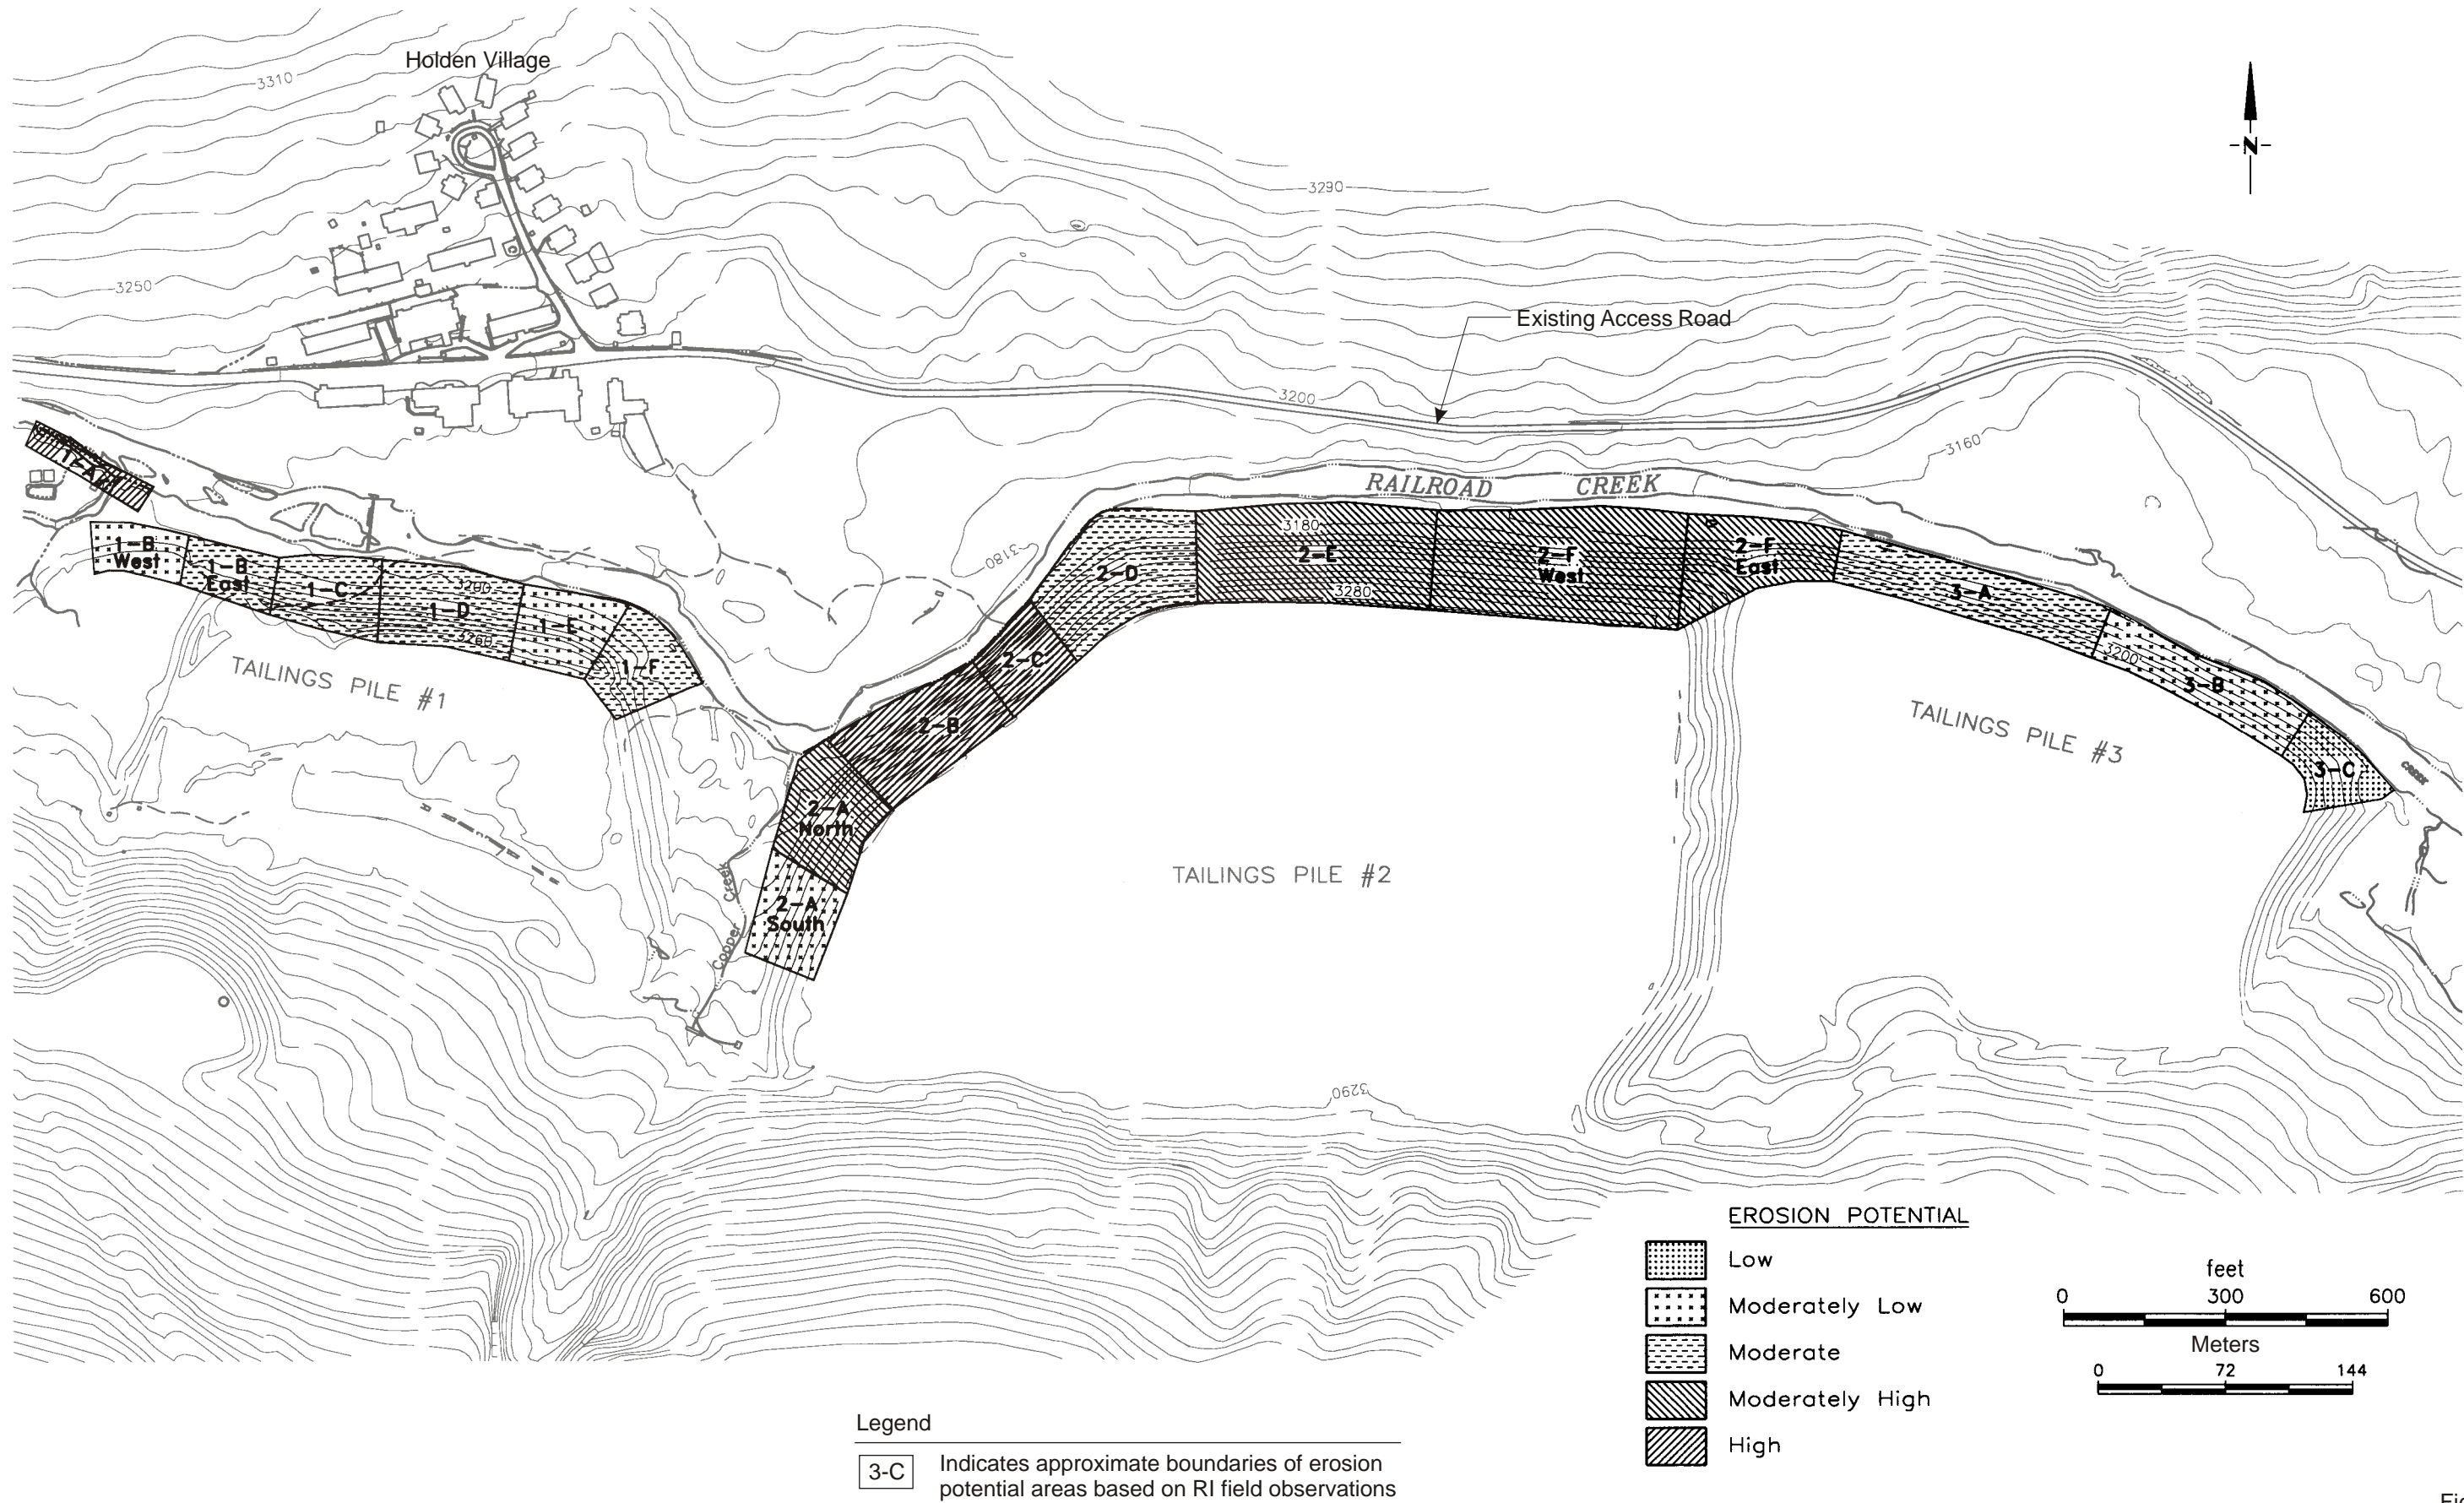 Holden Village
3310
3290
3250
Existing Access Road
3200
3160
RAILROAD CREEK
1-A
3180
3180
1-B
West
1-B
East
1-C
3200
1-D
3260
1-E
1-F
2-D
2-E
3280
2-F
West
2-F
East
3-A
3200
3-B
3-C
CREEK
2-C
2-B
2-A
North
2-A
South
TAILINGS PILE #1
TAILINGS PILE #2
TAILINGS PILE #3
Copper Creek
3290
N
EROSION POTENTIAL
Low
Moderately Low
Moderate
Moderately High
High
feet
0 300 600
Meters
0 72 144
Legend
3-C
Indicates approximate boundaries of erosion
potential areas based on RI field observations